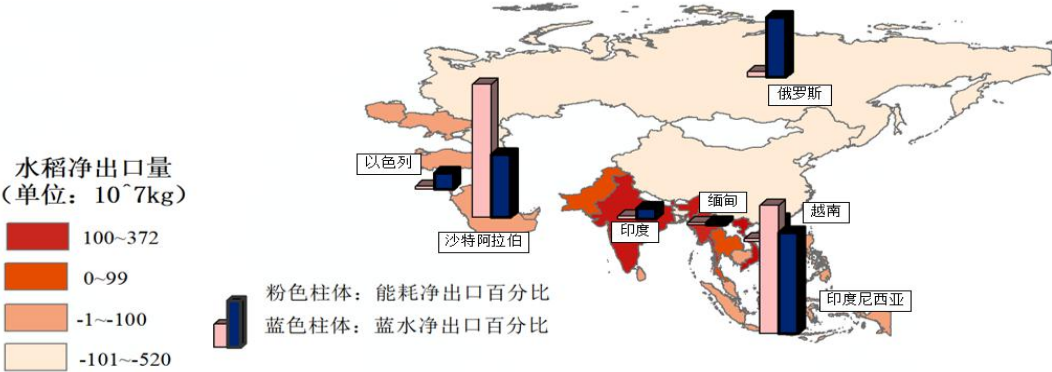 水稻净出口量
（单位：10^7kg）
100~372
0~99
-1~-100
-101~-520
粉色柱体：能耗净出口百分比
蓝色柱体：蓝水净出口百分比
俄罗斯
以色列
沙特阿拉伯
印度
缅甸
越南
印度尼西亚